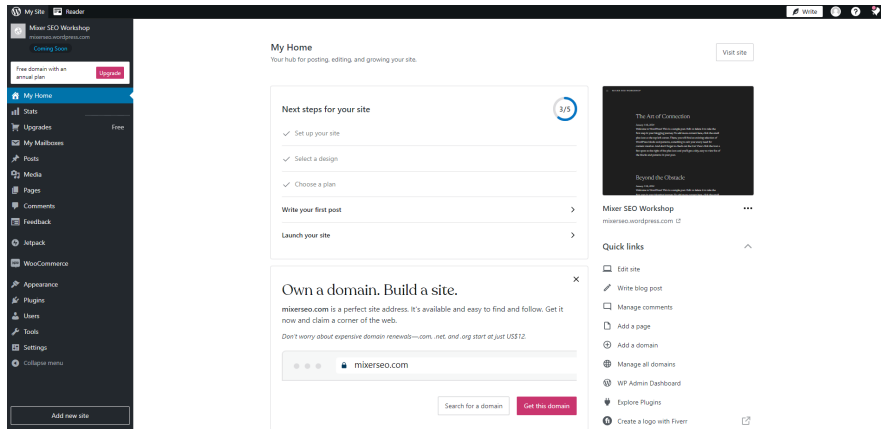 My Site Reader Write
Mixer SEO Workshop
mixerseo.wordpress.com
Coming Soon
Free domain with an
annual plan
Upgrade
My Home
Stats
Upgrades Free
My Mailboxes
Posts
Media
Pages
Comments
Feedback
Jetpack
WooCommerce
Appearance
Plugins
Users
Tools
Settings
Collapse menu
Add new site
My Home
Your hub for posting, editing, and growing your site.
Visit site
Next steps for your site
3/5
Set up your site
Select a design
Choose a plan
Write your first post
Launch your site
Own a domain. Build a site.
mixerseo.com is a perfect site address. It's available and easy to find and follow. Get it
now and claim a corner of the web.
Don't worry about expensive domain renewals—.com, .net, and .org start at just US$12.
mixerseo.com
Search for a domain
Get this domain
The Art of Connection
Beyond the Obstacle
Mixer SEO Workshop
mixerseo.wordpress.com
Quick links
Edit site
Write blog post
Manage comments
Add a page
Add a domain
Manage all domains
WP Admin Dashboard
Explore Plugins
Create a logo with Fiverr